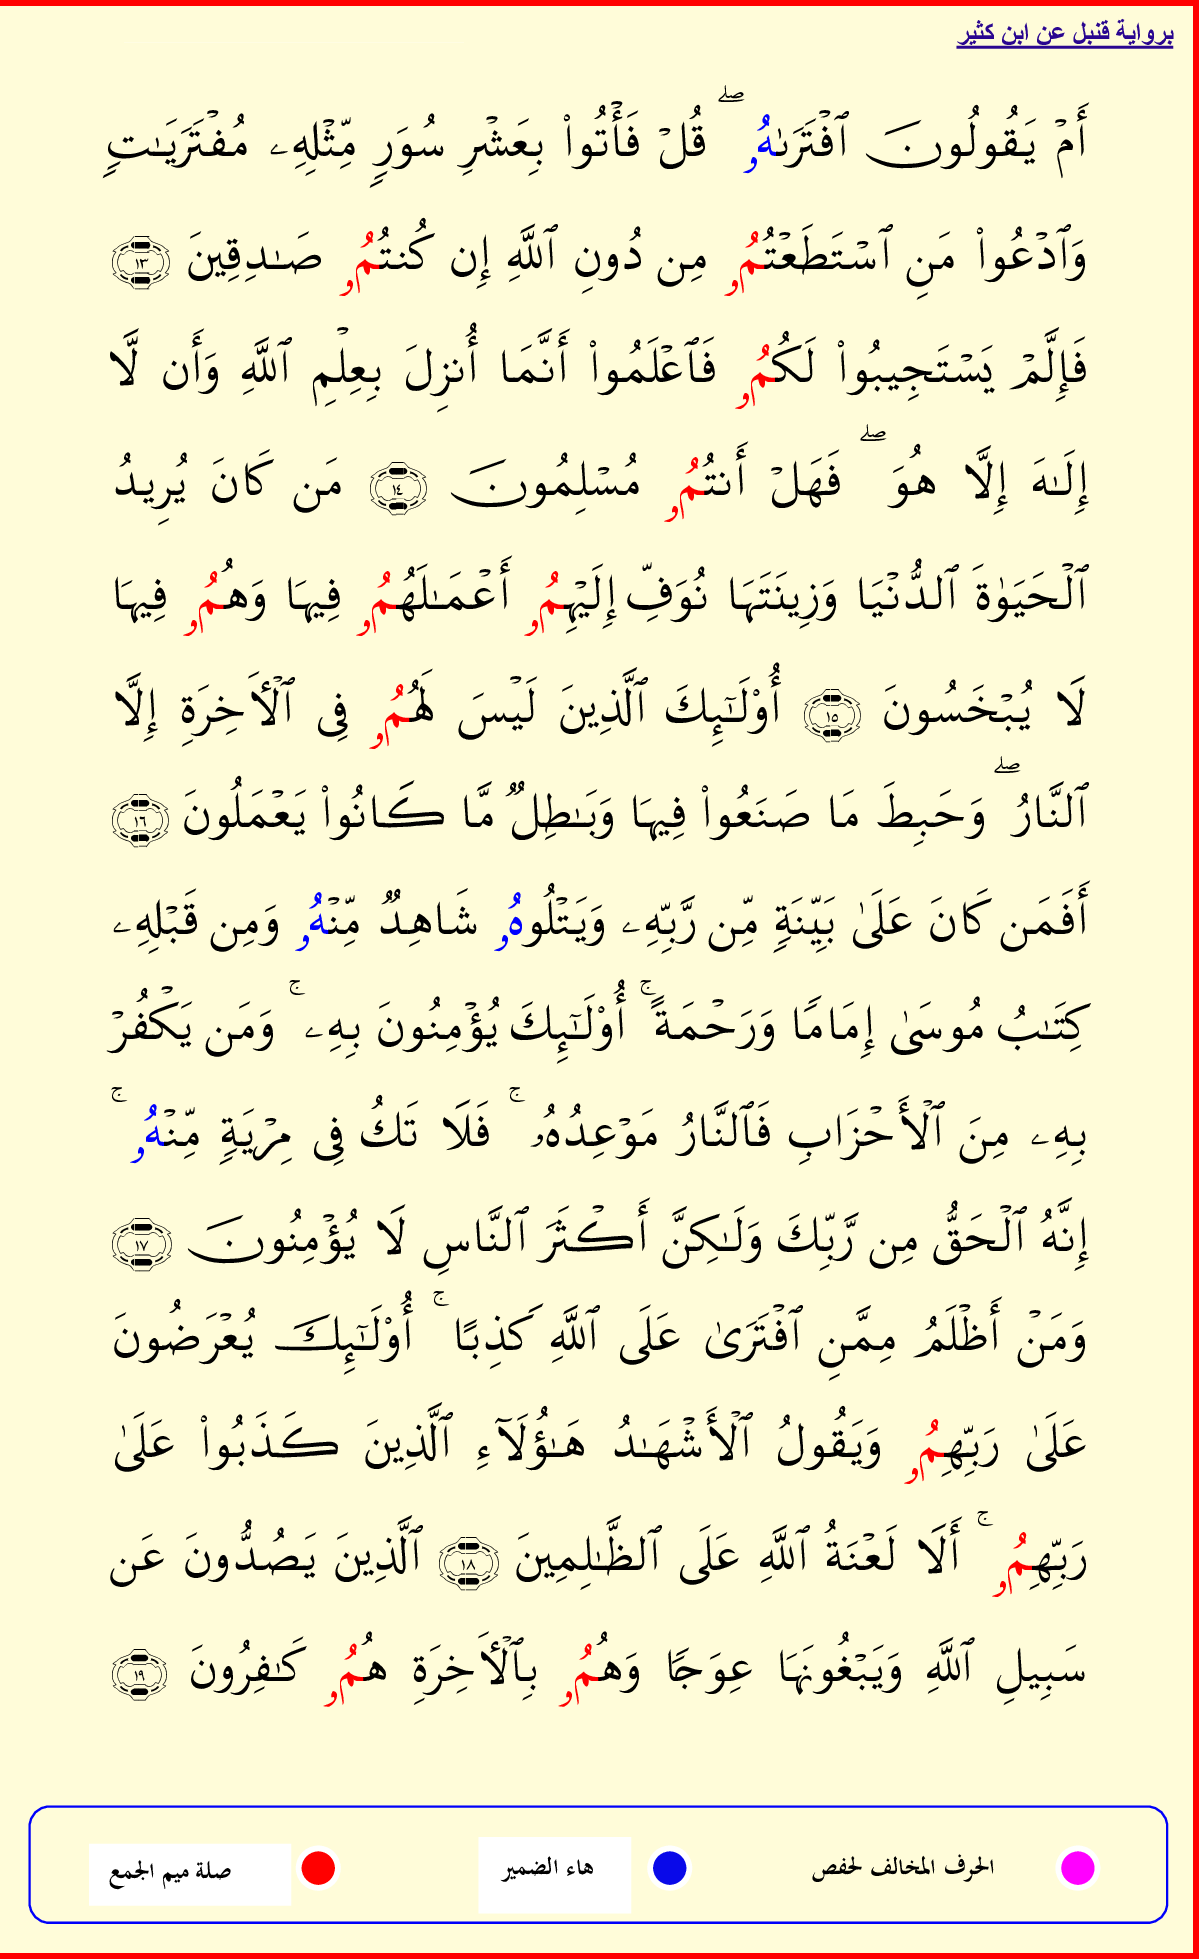 برواية قنبل عن ابن كثير
أَمۡ يَقُولُونَ ٱفۡتَرَىٰهُۥ ۖ قُلۡ فَأۡتُواْ بِعَشۡرِ سُوَرٖ مِّثۡلِهِۦ مُفۡتَرَيَٰتٖ
وَٱدۡعُواْ مَنِ ٱسۡتَطَعۡتُمُۥ مِن دُونِ ٱللَّهِ إِن كُنتُمُۥ صَٰدِقِينَ ١٣
فَإِلَّمۡ يَسۡتَجِيبُواْ لَكُمُۥ فَٱعۡلَمُواْ أَنَّمَا أُنزِلَ بِعِلۡمِ ٱللَّهِ وَأَن لَّا
إِلَٰهَ إِلَّا هُوَ ۖ فَهَلۡ أَنتُمُۥ مُسۡلِمُونَ ١٤ مَن كَانَ يُرِيدُ
ٱلۡحَيَوٰةَ ٱلدُّنۡيَا وَزِينَتَهَا نُوَفِّ إِلَيۡهِمُۥ أَعۡمَٰلَهُمُۥ فِيهَا وَهُمُۥ فِيهَا
لَا يُبۡخَسُونَ ١٥ أُوْلَٰٓئِكَ ٱلَّذِينَ لَيۡسَ لَهُمُۥ فِى ٱلۡأَخِرَةِ إِلَّا
ٱلنَّارُ ۖ وَحَبِطَ مَا صَنَعُواْ فِيهَا وَبَٰطِلٞ مَّا كَانُواْ يَعۡمَلُونَ ١٦
أَفَمَن كَانَ عَلَىٰ بَيِّنَةٖ مِّن رَّبِّهِۦ وَيَتۡلُوهُۥ شَاهِدٞ مِّنۡهُۥ وَمِن قَبۡلِهِۦ
كِتَٰبُ مُوسَىٰ إِمَامٗا وَرَحۡمَةً ۚ أُوْلَٰٓئِكَ يُؤۡمِنُونَ بِهِۦ ۚ وَمَن يَكۡفُرۡ
بِهِۦ مِنَ ٱلۡأَحۡزَابِ فَٱلنَّارُ مَوۡعِدُهُۥ ۚ فَلَا تَكُ فِى مِرۡيَةٖ مِّنۡهُۥ ۚ
إِنَّهُ ٱلۡحَقُّ مِن رَّبِّكَ وَلَٰكِنَّ أَكۡثَرَ ٱلنَّاسِ لَا يُؤۡمِنُونَ ١٧
وَمَنۡ أَظۡلَمُ مِمَّنِ ٱفۡتَرَىٰ عَلَى ٱللَّهِ كَذِبًا ۚ أُوْلَٰٓئِكَ يُعۡرَضُونَ
عَلَىٰ رَبِّهِمُۥ وَيَقُولُ ٱلۡأَشۡهَٰدُ هَٰؤُلَآءِ ٱلَّذِينَ كَذَبُواْ عَلَىٰ
رَبِّهِمُۥ ۚ أَلَا لَعۡنَةُ ٱللَّهِ عَلَى ٱلظَّٰلِمِينَ ١٨ ٱلَّذِينَ يَصُدُّونَ عَن
سَبِيلِ ٱللَّهِ وَيَبۡغُونَهَا عِوَجٗا وَهُمُۥ بِٱلۡأَخِرَةِ هُمُۥ كَٰفِرُونَ ١٩
الحرف المخالف لحفص هاء الضمير صلة ميم الجمع